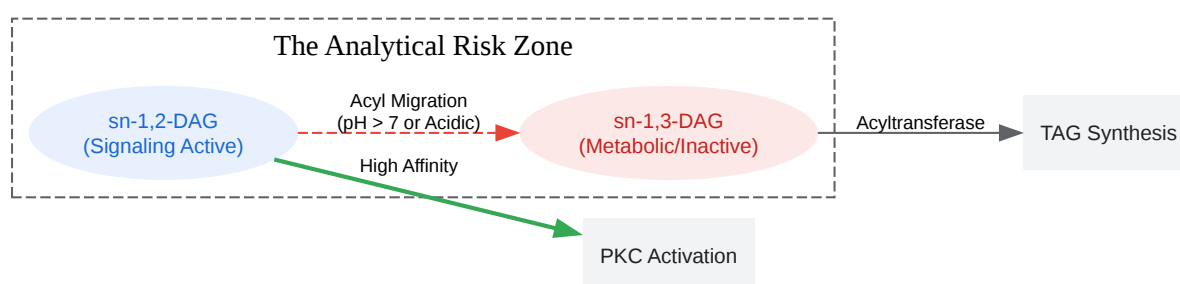 The Analytical Risk Zone
sn-1,2-DAG
(Signaling Active)
Acyl Migration
(pH > 7 or Acidic)
High Affinity
sn-1,3-DAG
(Metabolic/Inactive)
Acyltransferase
TAG Synthesis
PKC Activation